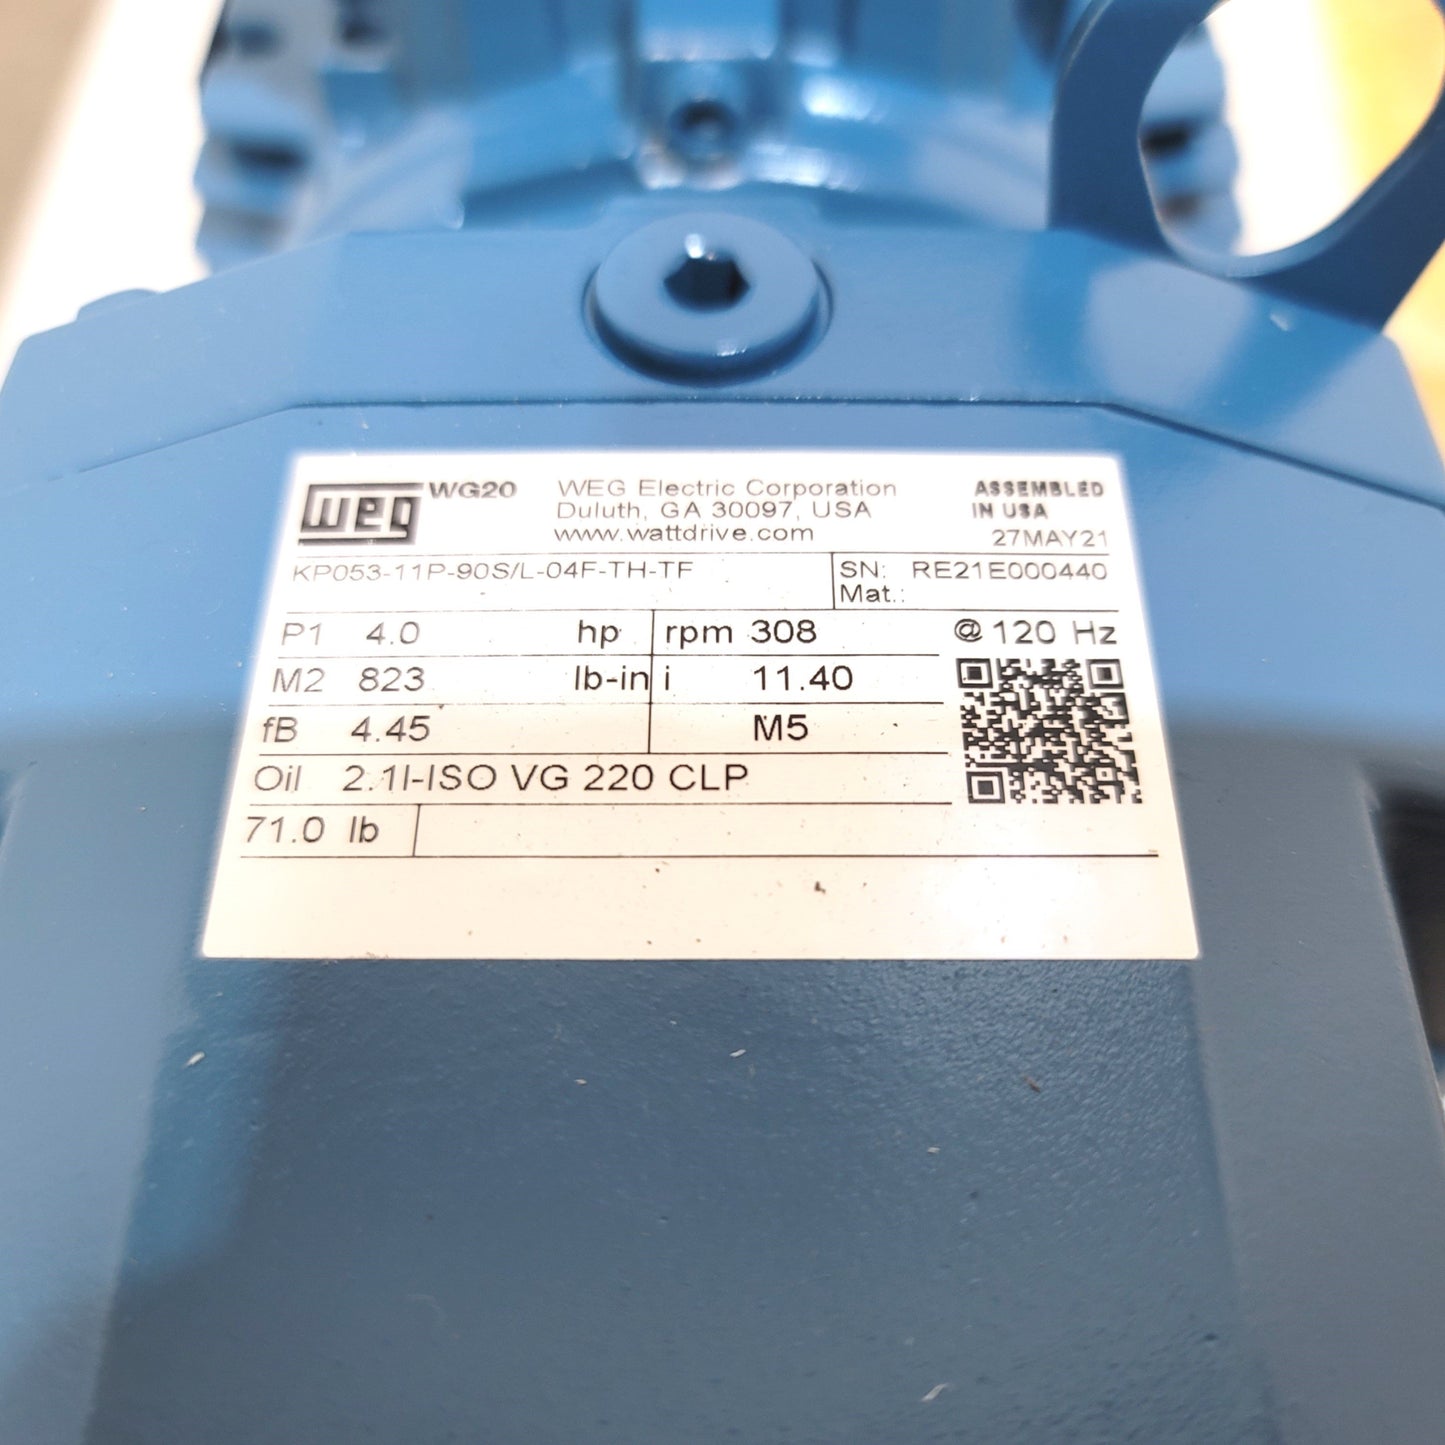 weg WG20 WEG Electric Corporation ASSEMBLED
Duluth, GA 30097, USA IN USA
www.wattdrive.com 27MAY21
KP053-11P-90S/L-04F-TH-TF SN: RE21E000440
Mat.:
P1 4.0 hp rpm 308 @ 120 Hz
M2 823 lb-in i 11.40
fB 4.45 M5
Oil 2.1l-ISO VG 220 CLP
71.0 lb